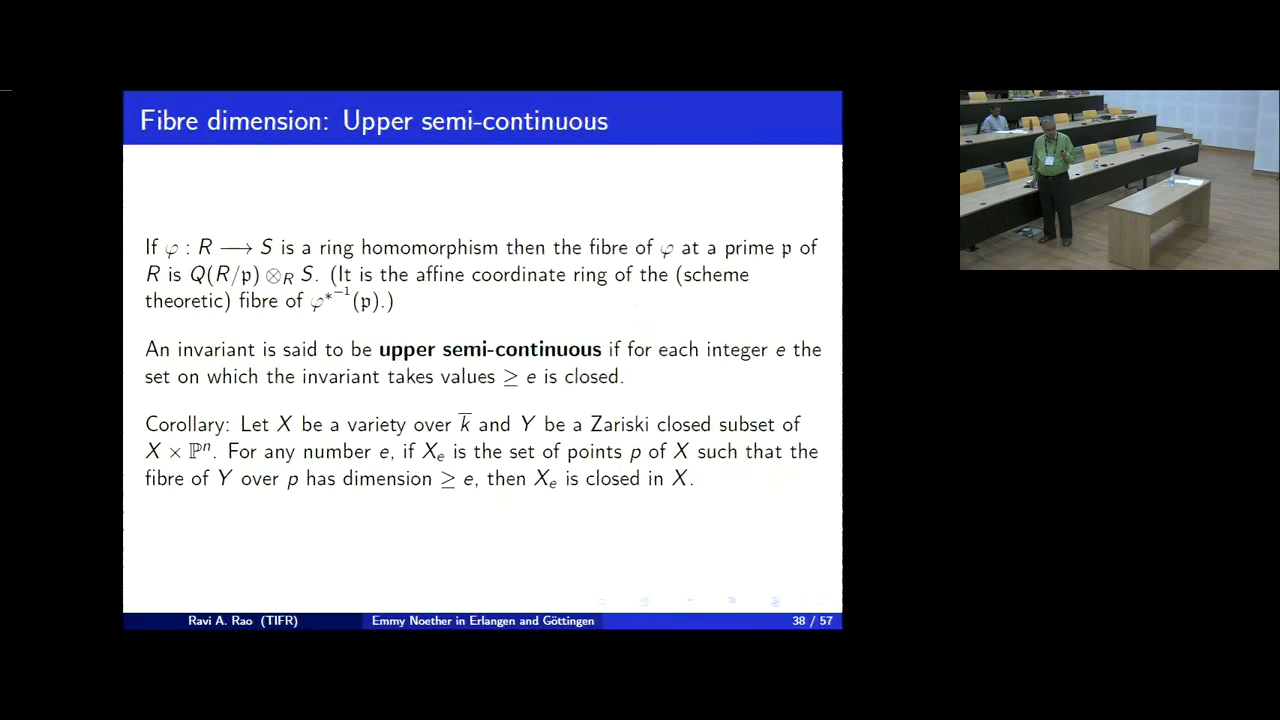 Fibre dimension: Upper semi-continuous
If φ : R ⟶ S is a ring homomorphism then the fibre of φ at a prime 𝔭 of
R is Q(R/𝔭) ⊗_R S. (It is the affine coordinate ring of the (scheme
theoretic) fibre of φ*⁻¹(𝔭).)
An invariant is said to be upper semi-continuous if for each integer e the
set on which the invariant takes values ≥ e is closed.
Corollary: Let X be a variety over k̅ and Y be a Zariski closed subset of
X × ℙⁿ. For any number e, if Xₑ is the set of points p of X such that the
fibre of Y over p has dimension ≥ e, then Xₑ is closed in X.
Ravi A. Rao (TIFR) Emmy Noether in Erlangen and Göttingen 38 / 57